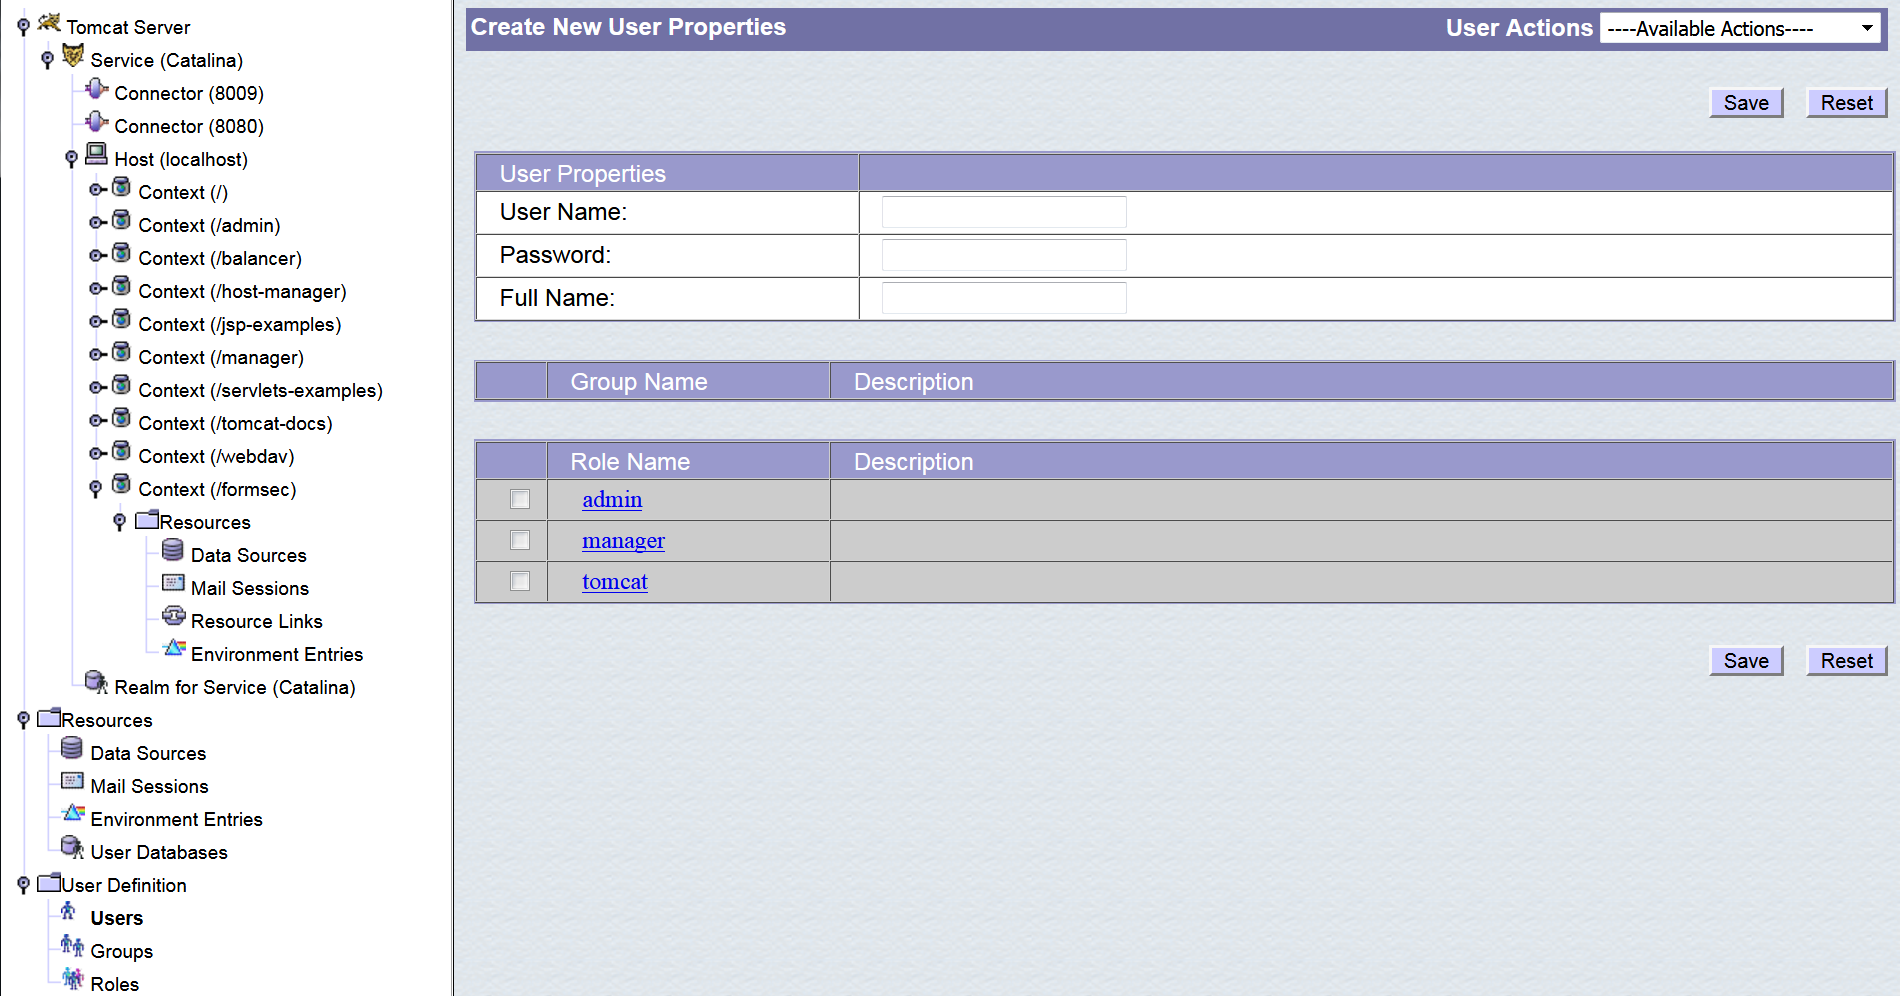 Tomcat Server
Service (Catalina)
Connector (8009)
Connector (8080)
Host (localhost)
Context (/)
Context (/admin)
Context (/balancer)
Context (/host-manager)
Context (/jsp-examples)
Context (/manager)
Context (/servlets-examples)
Context (/tomcat-docs)
Context (/webdav)
Context (/formsec)
Resources
Data Sources
Mail Sessions
Resource Links
Environment Entries
Realm for Service (Catalina)
Resources
Data Sources
Mail Sessions
Environment Entries
User Databases
User Definition
Users
Groups
Roles
Create New User Properties User Actions ----Available Actions----
Save Reset
User Properties
User Name:
Password:
Full Name:
Group Name Description
Role Name Description
admin
manager
tomcat
Save Reset